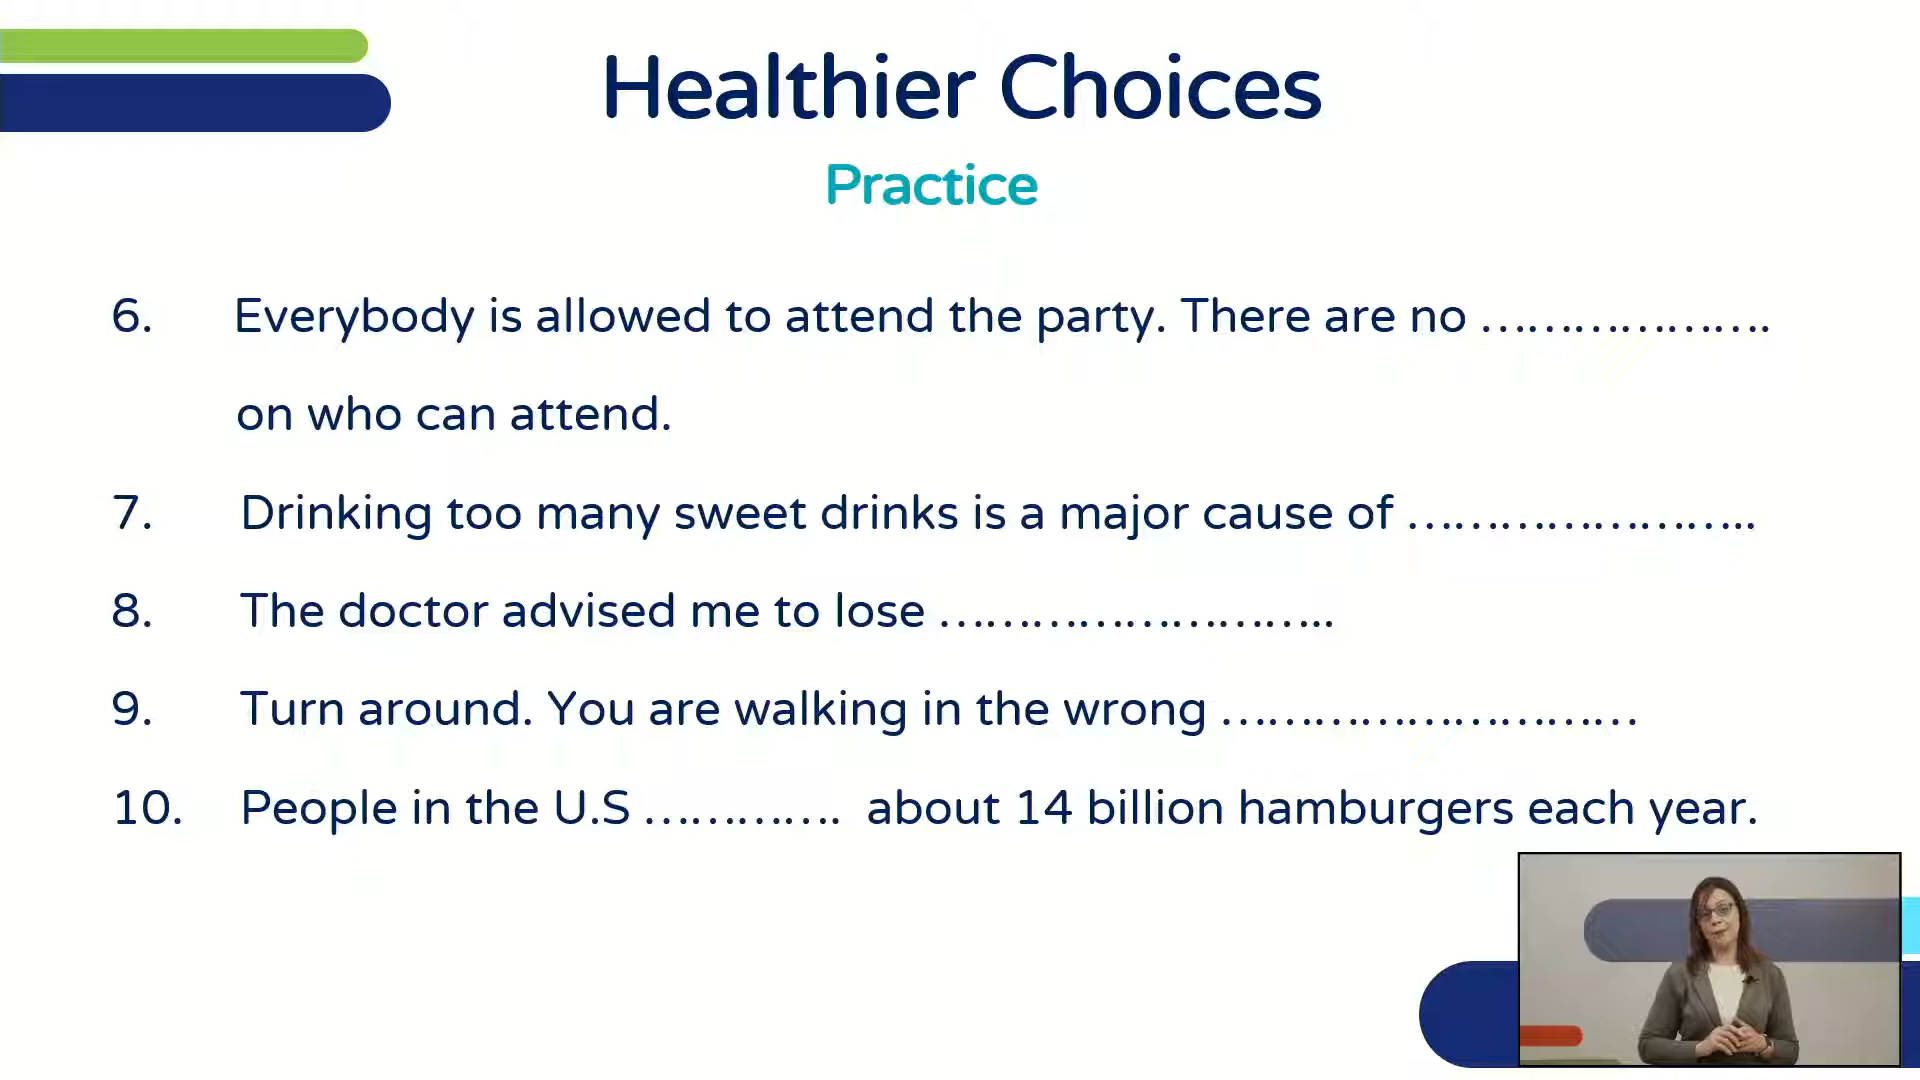 Healthier Choices
Practice
6. Everybody is allowed to attend the party. There are no ……………….
on who can attend.
7. Drinking too many sweet drinks is a major cause of …………………..
8. The doctor advised me to lose ……………………..
9. Turn around. You are walking in the wrong ………………………
10. People in the U.S …………. about 14 billion hamburgers each year.